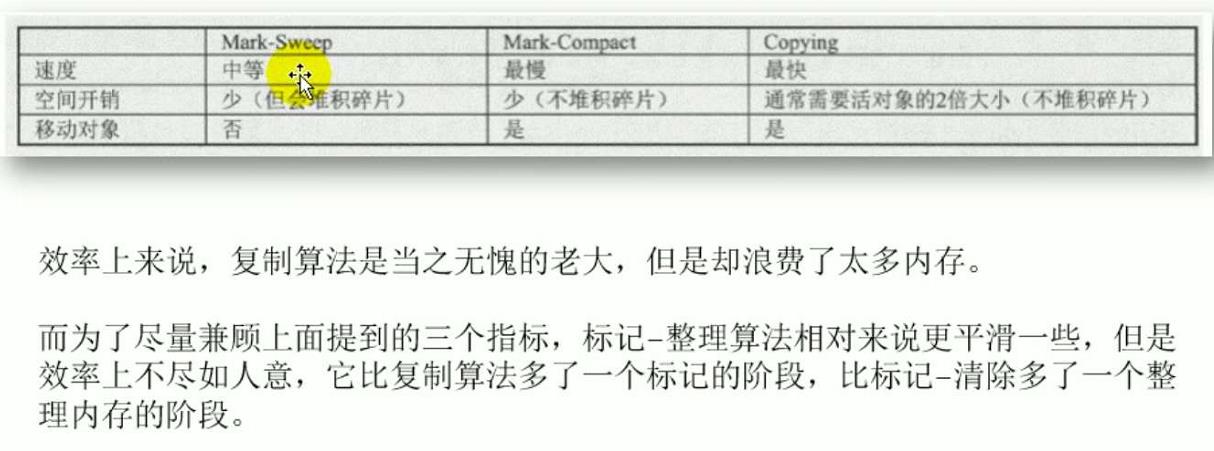 Mark-Sweep Mark-Compact Copying
速度 中等 最慢 最快
空间开销 少（但会堆积碎片） 少（不堆积碎片） 通常需要活对象的2倍大小（不堆积碎片）
移动对象 否 是 是
效率上来说，复制算法是当之无愧的老大，但是却浪费了太多内存。
而为了尽量兼顾上面提到的三个指标，标记-整理算法相对来说更平滑一些，但是
效率上不尽如人意，它比复制算法多了一个标记的阶段，比标记-清除多了一个整
理内存的阶段。